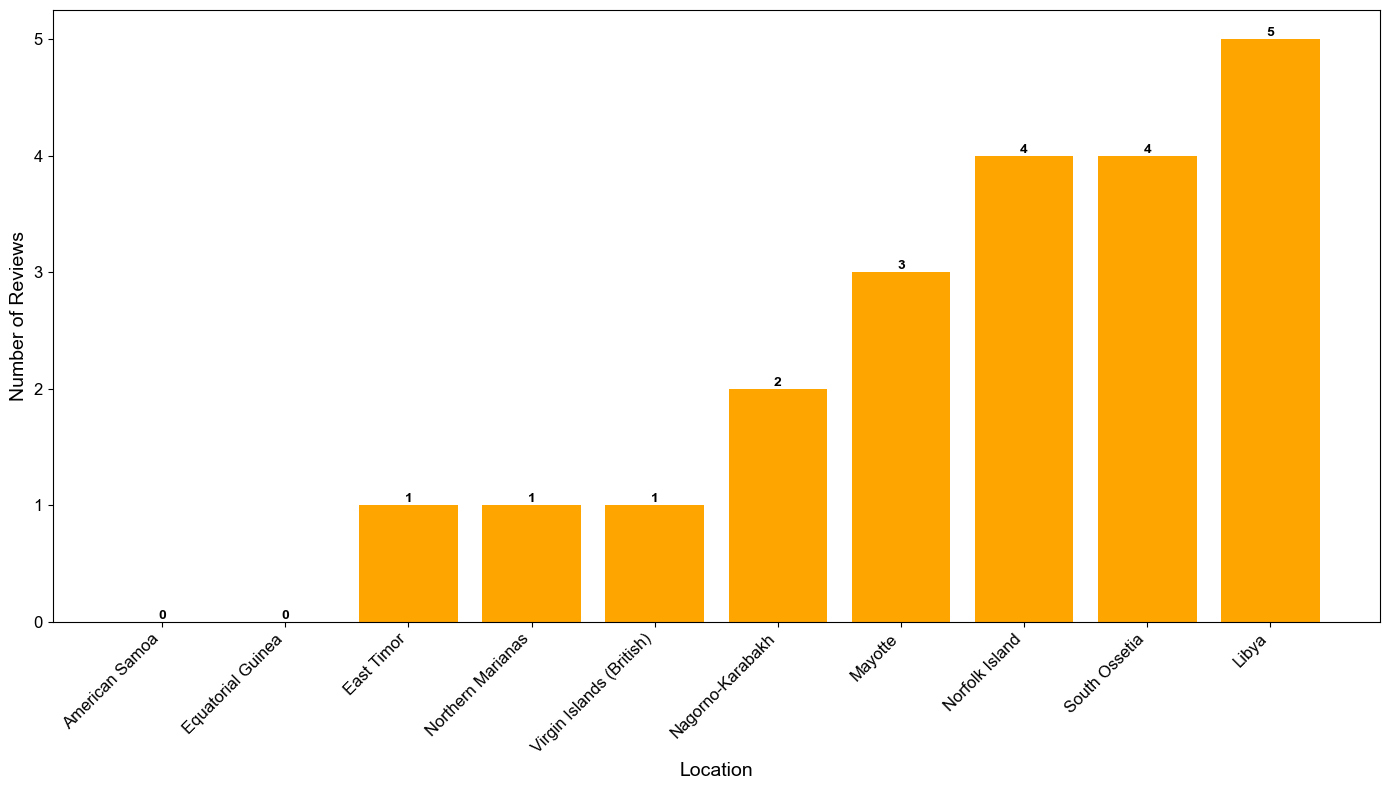 Number of Reviews
5
4
3
2
1
0
0
0
1
1
1
2
3
4
4
5
American Samoa
Equatorial Guinea
East Timor
Northern Marianas
Virgin Islands (British)
Nagorno-Karabakh
Mayotte
Norfolk Island
South Ossetia
Libya
Location